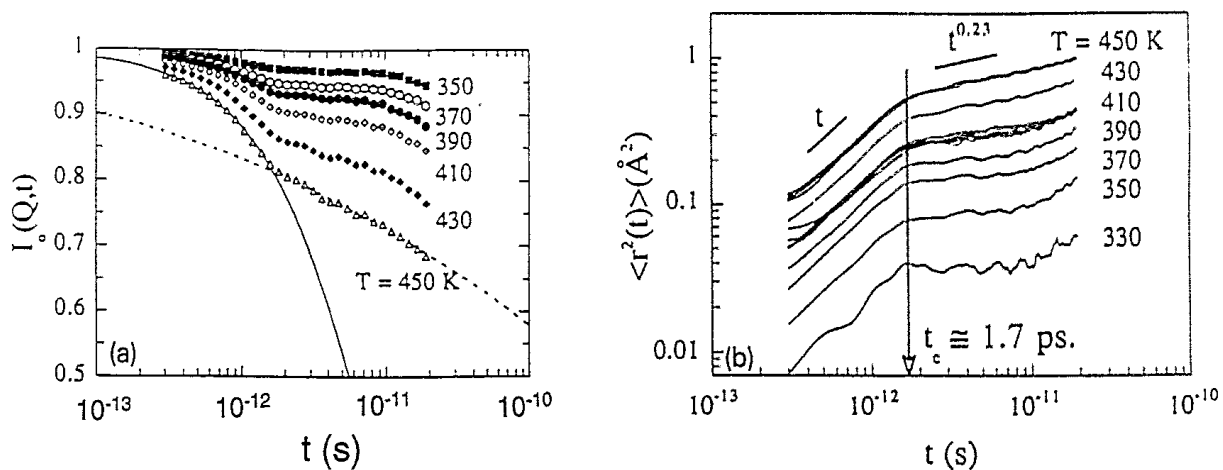 1
0.9
0.8
0.7
0.6
0.5
I_a(Q,t)
350
370
390
410
430
T = 450 K
(a)
10^-13
10^-12
10^-11
10^-10
t (s)
1
0.1
0.01
<r^2(t)>(Å^2)
t
t^0.23
T = 450 K
430
410
390
370
350
330
t_c ≅ 1.7 ps.
(b)
10^-13
10^-12
10^-11
10^-10
t (s)